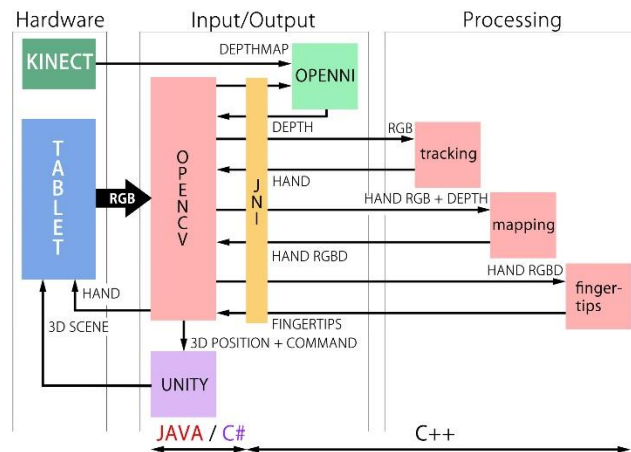 Hardware
Input/Output
Processing
KINECT
DEPTHMAP
OPENNI
DEPTH
RGB
tracking
TABLET
RGB
OPENCV
JNI
HAND
HAND RGB + DEPTH
mapping
HAND RGBD
HAND RGBD
finger-
tips
HAND
FINGERTIPS
3D SCENE
3D POSITION + COMMAND
UNITY
JAVA / C#
C++